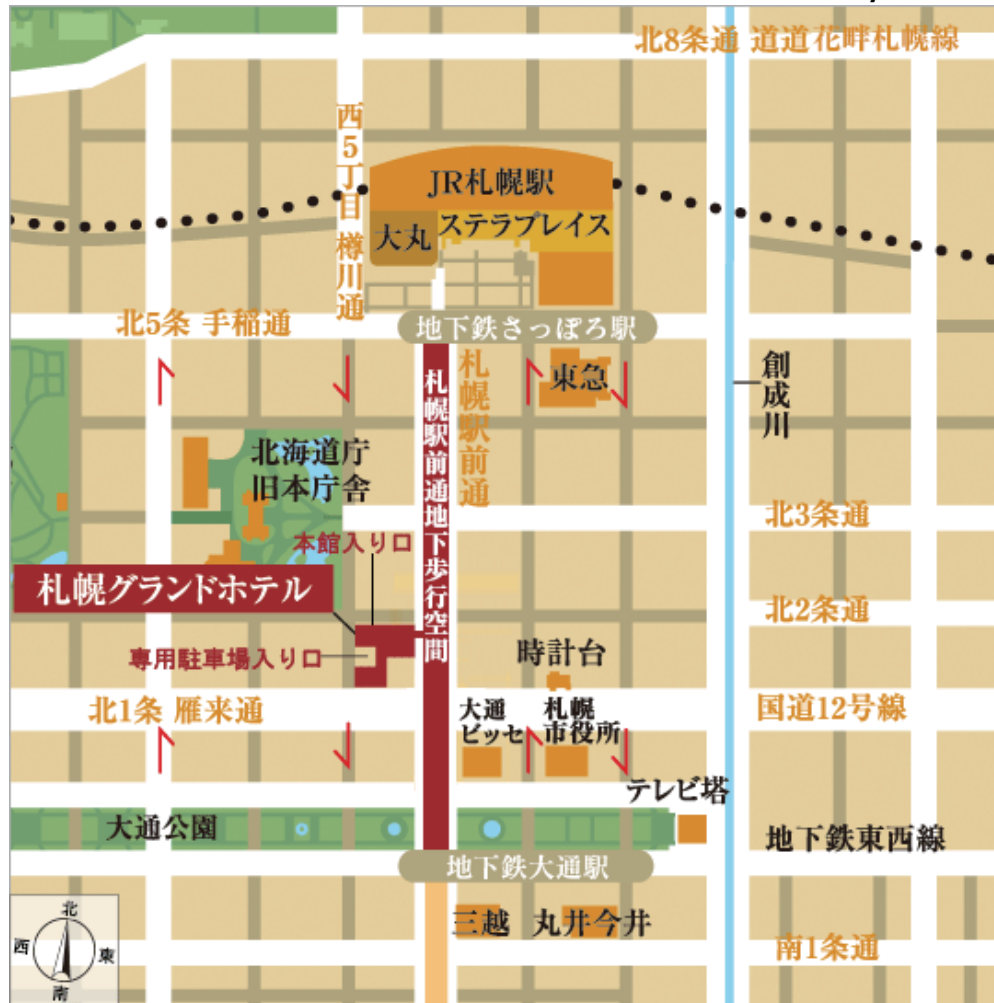 北8条通 道道花畔札幌線
西5丁目 樽川通
JR札幌駅
大丸
ステラプレイス
北5条 手稲通
地下鉄さっぽろ駅
札幌駅前通
札幌駅前通地下歩行空間
東急
創成川
北海道庁
旧本庁舎
北3条通
本館入り口
札幌グランドホテル
北2条通
専用駐車場入り口
時計台
北1条 雁来通
大通
ビッセ
札幌
市役所
国道12号線
テレビ塔
大通公園
地下鉄東西線
地下鉄大通駅
三越
丸井今井
南1条通
北
西
東
南